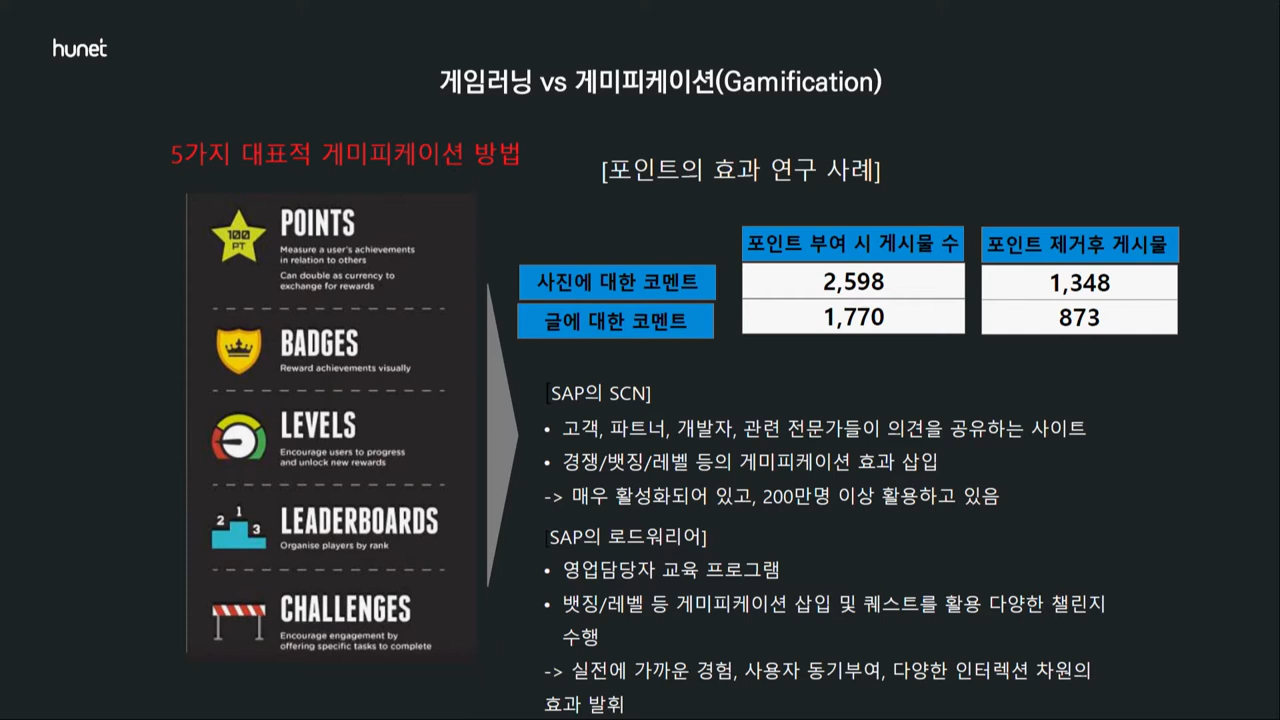 hunet
게임러닝 vs 게미피케이션(Gamification)
5가지 대표적 게미피케이션 방법
100
PT
POINTS
Measure a user's achievements
in relation to others
Can double as currency to
exchange for rewards
BADGES
Reward achievements visually
LEVELS
Encourage users to progress
and unlock new rewards
2 1 3
LEADERBOARDS
Organise players by rank
CHALLENGES
Encourage engagement by
offering specific tasks to complete
[포인트의 효과 연구 사례]
포인트 부여 시 게시물 수 포인트 제거후 게시물
사진에 대한 코멘트 2,598 1,348
글에 대한 코멘트 1,770 873
[SAP의 SCN]
• 고객, 파트너, 개발자, 관련 전문가들이 의견을 공유하는 사이트
• 경쟁/뱃징/레벨 등의 게미피케이션 효과 삽입
-> 매우 활성화되어 있고, 200만명 이상 활용하고 있음
[SAP의 로드워리어]
• 영업담당자 교육 프로그램
• 뱃징/레벨 등 게미피케이션 삽입 및 퀘스트를 활용 다양한 챌린지
수행
-> 실전에 가까운 경험, 사용자 동기부여, 다양한 인터렉션 차원의
효과 발휘